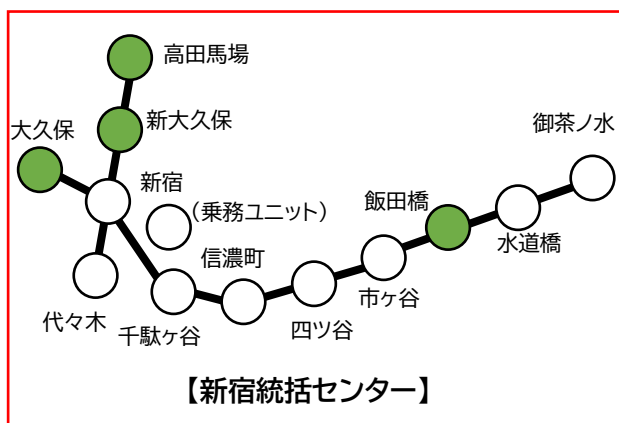 高田馬場
新大久保
大久保
新宿
(乗務ユニット)
代々木
千駄ヶ谷
信濃町
四ツ谷
市ヶ谷
飯田橋
水道橋
御茶ノ水
【新宿統括センター】